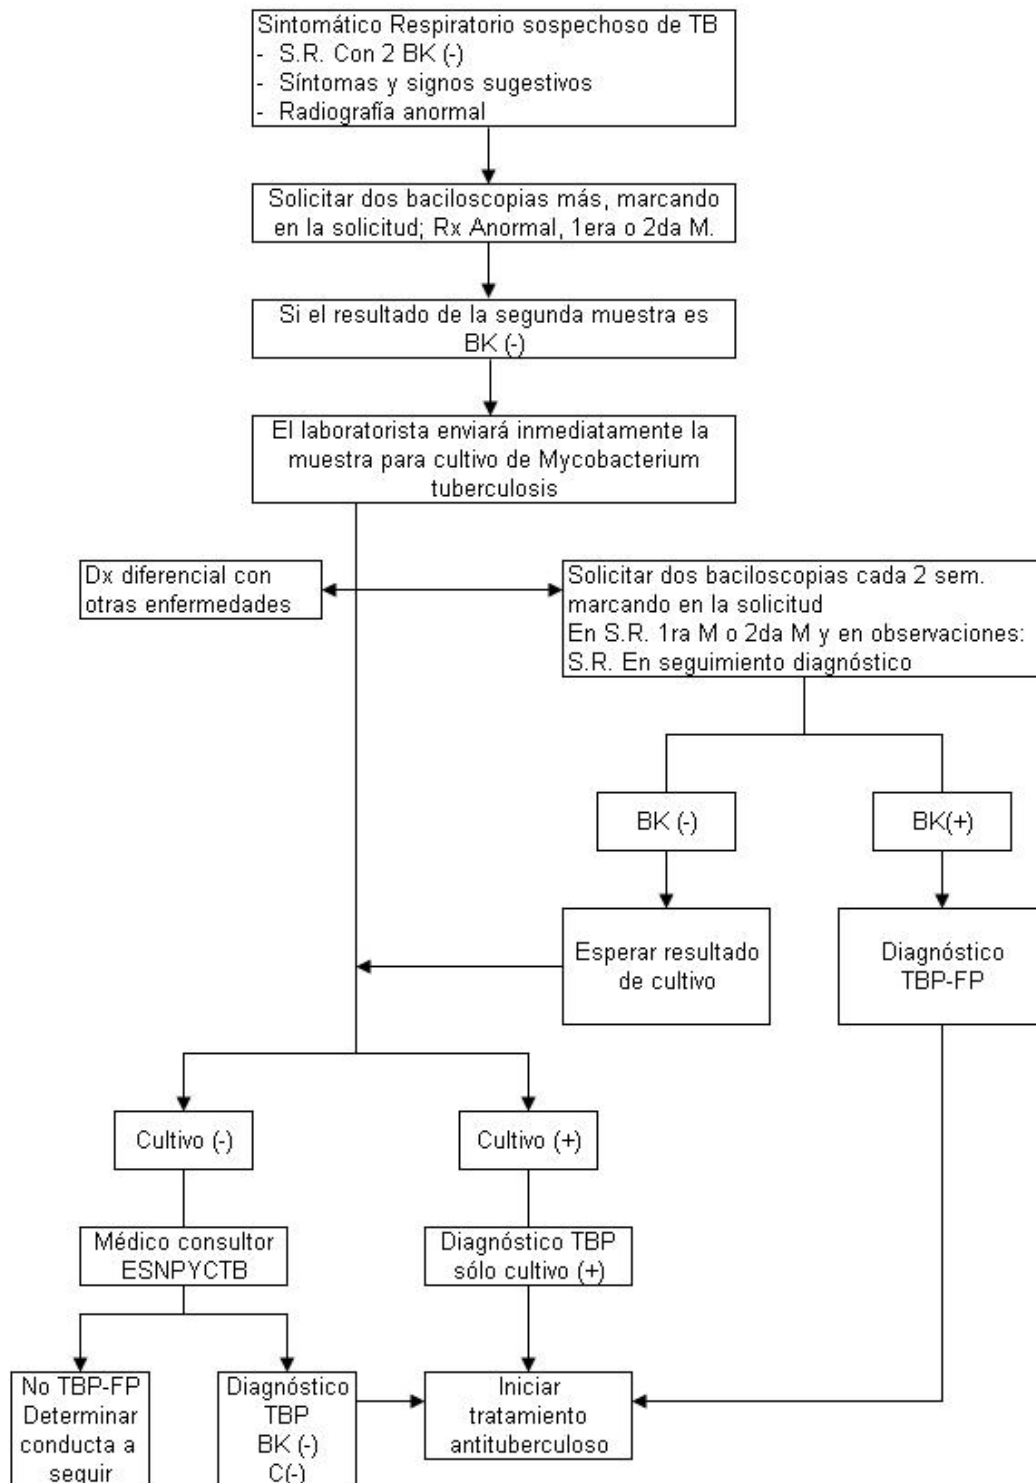 Sintomático Respiratorio sospechoso de TB
- S.R. Con 2 BK (-)
- Síntomas y signos sugestivos
- Radiografía anormal
Solicitar dos baciloscopias más, marcando
en la solicitud; Rx Anormal, 1era o 2da M.
Si el resultado de la segunda muestra es
BK (-)
El laboratorista enviará inmediatamente la
muestra para cultivo de Mycobacterium
tuberculosis
Dx diferencial con
otras enfermedades
Solicitar dos baciloscopias cada 2 sem.
marcando en la solicitud
En S.R. 1ra M o 2da M y en observaciones:
S.R. En seguimiento diagnóstico
BK (-)
BK(+)
Esperar resultado
de cultivo
Diagnóstico
TBP-FP
Cultivo (-)
Cultivo (+)
Médico consultor
ESNPYCTB
Diagnóstico TBP
sólo cultivo (+)
No TBP-FP
Determinar
conducta a
seguir
Diagnóstico
TBP
BK (-)
C(-)
Iniciar
tratamiento
antituberculoso